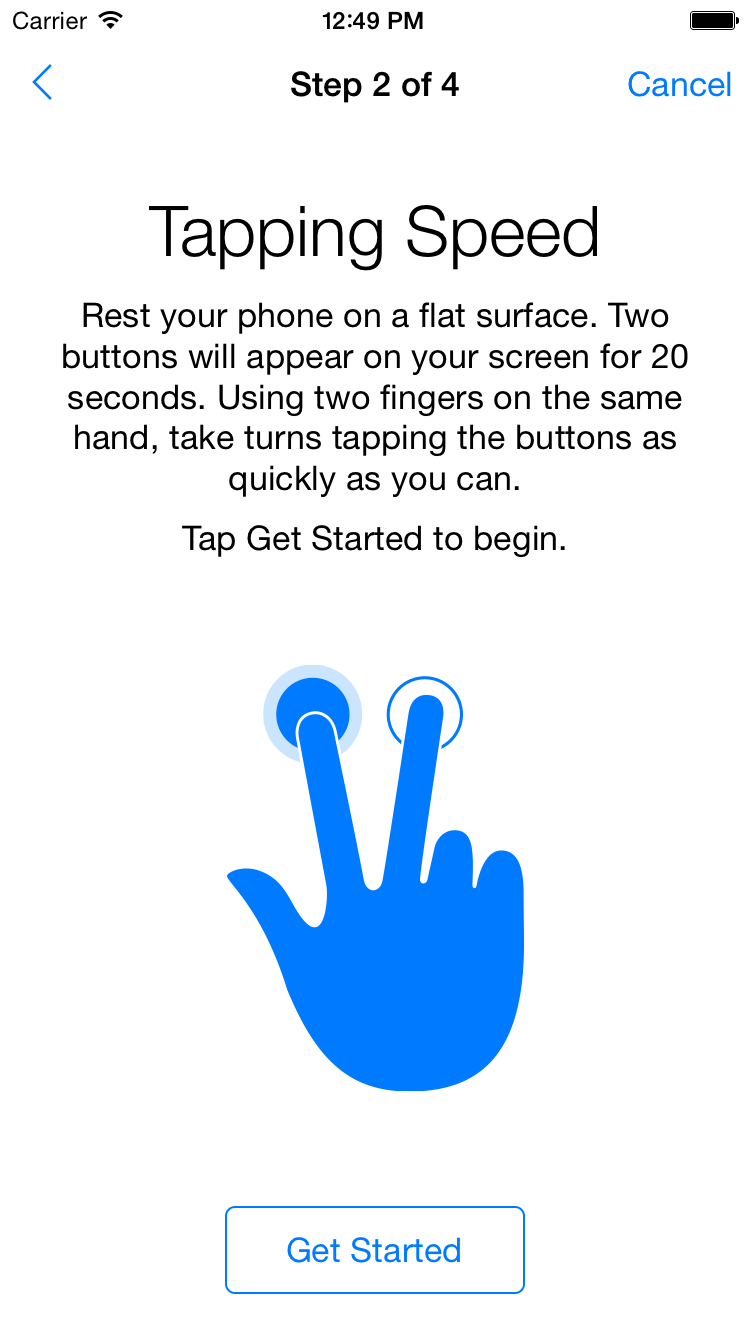 Carrier 12:49 PM
Step 2 of 4 Cancel
Tapping Speed
Rest your phone on a flat surface. Two
buttons will appear on your screen for 20
seconds. Using two fingers on the same
hand, take turns tapping the buttons as
quickly as you can.
Tap Get Started to begin.
Get Started